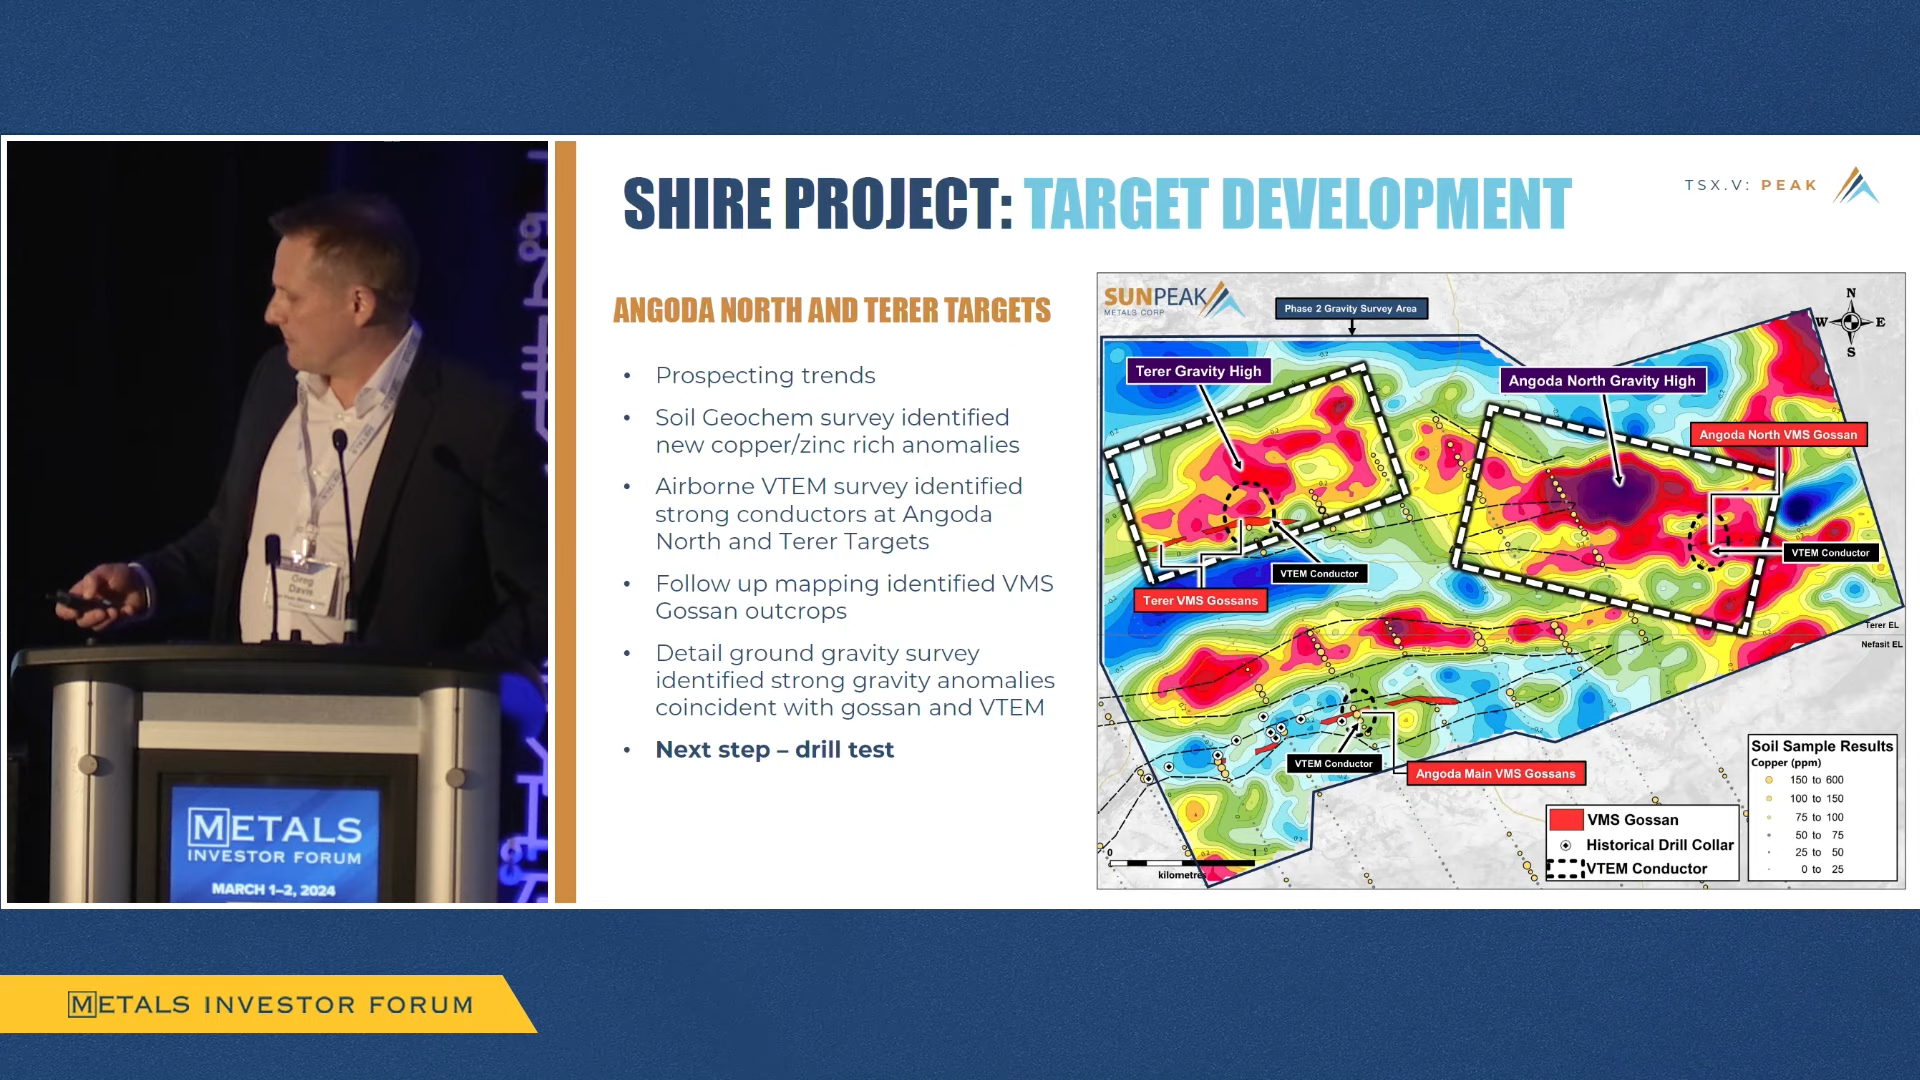 SHIRE PROJECT: TARGET DEVELOPMENT
TSX.V: PEAK
ANGODA NORTH AND TERER TARGETS
• Prospecting trends
• Soil Geochem survey identified
new copper/zinc rich anomalies
• Airborne VTEM survey identified
strong conductors at Angoda
North and Terer Targets
• Follow up mapping identified VMS
Gossan outcrops
• Detail ground gravity survey
identified strong gravity anomalies
coincident with gossan and VTEM
• Next step – drill test
SUNPEAK
METALS CORP
Phase 2 Gravity Survey Area
N
W E
S
Terer Gravity High
Angoda North Gravity High
Angoda North VMS Gossan
VTEM Conductor
VTEM Conductor
Terer VMS Gossans
Terer EL
Nefasit EL
VTEM Conductor
Angoda Main VMS Gossans
0 1
kilometres
VMS Gossan
Historical Drill Collar
VTEM Conductor
Soil Sample Results
Copper (ppm)
150 to 600
100 to 150
75 to 100
50 to 75
25 to 50
0 to 25
Greg
Davis
METALS
INVESTOR FORUM
MARCH 1–2, 2024
METALS INVESTOR FORUM